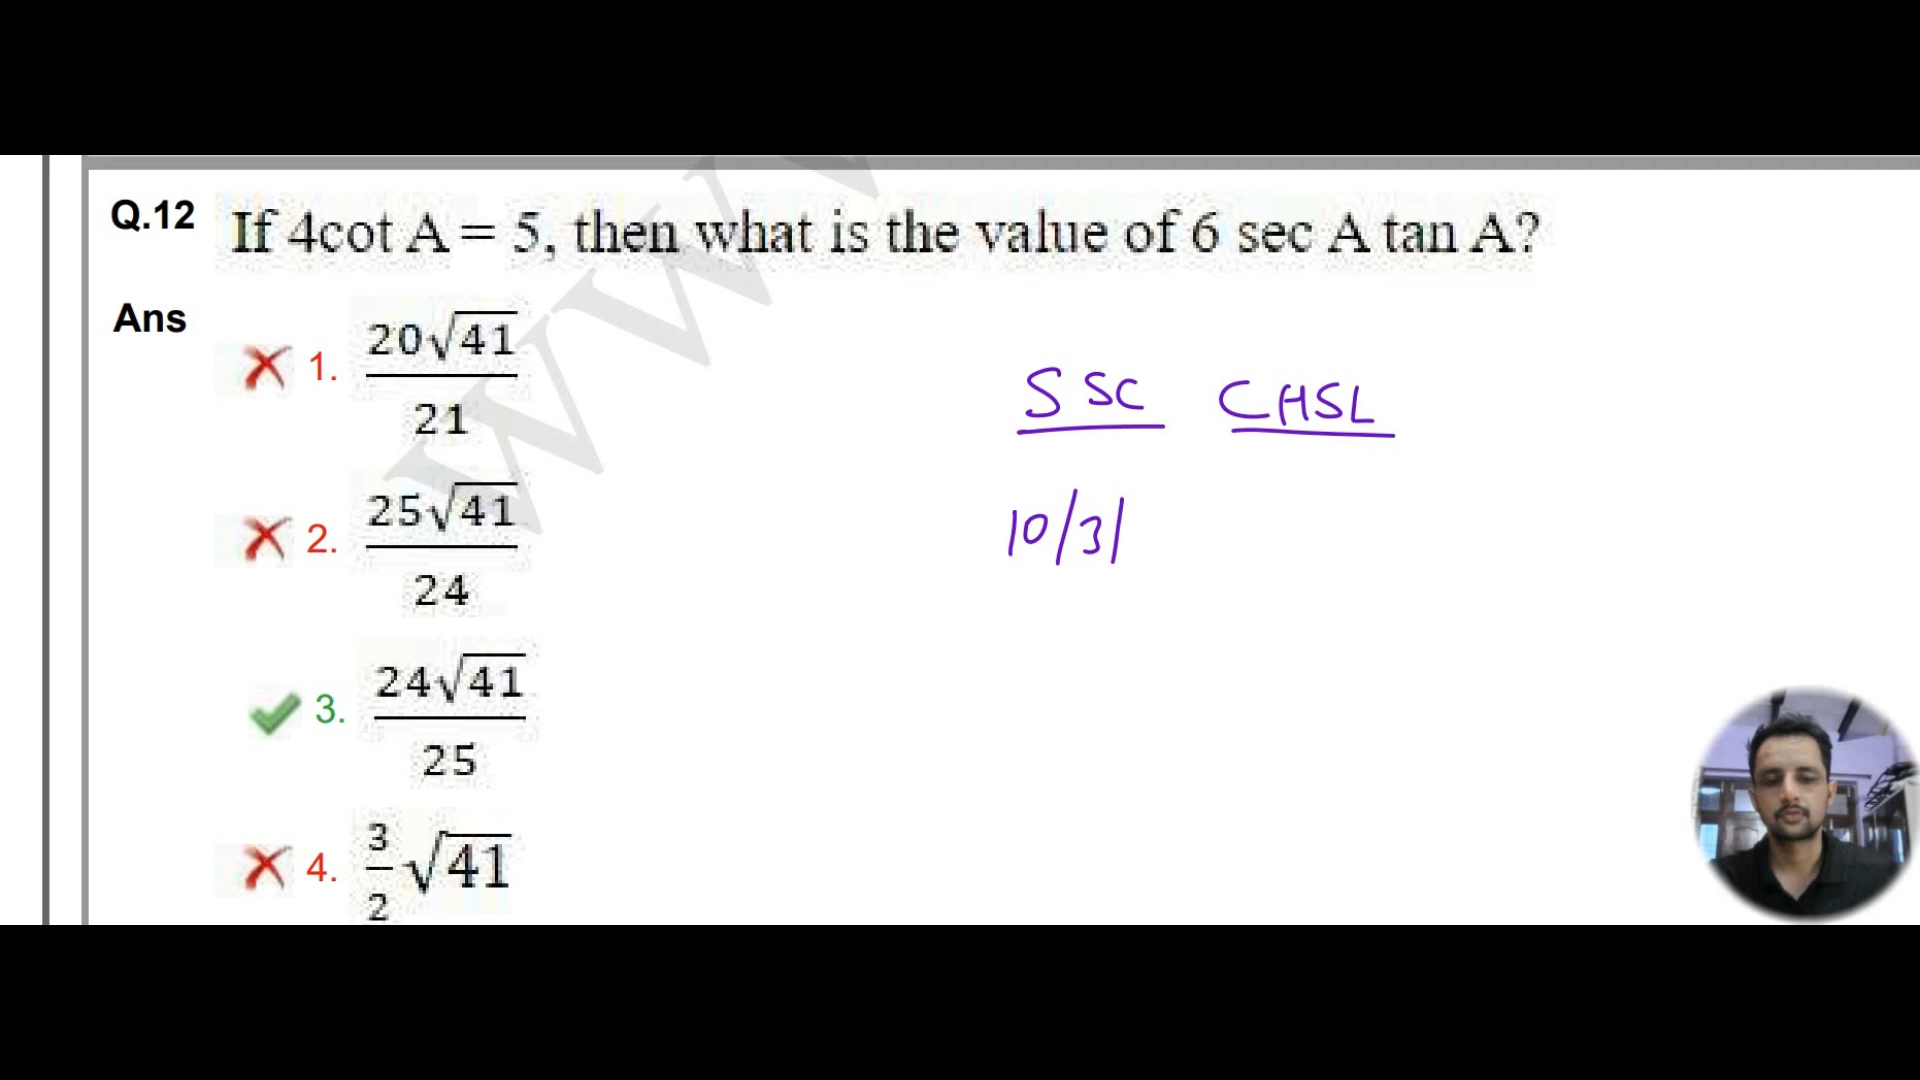 Q.12 If 4cot A = 5, then what is the value of 6 sec A tan A?
Ans
1. 20√41
21
2. 25√41
24
3. 24√41
25
4. 3/2 √41
SSC CHSL
10/31
www